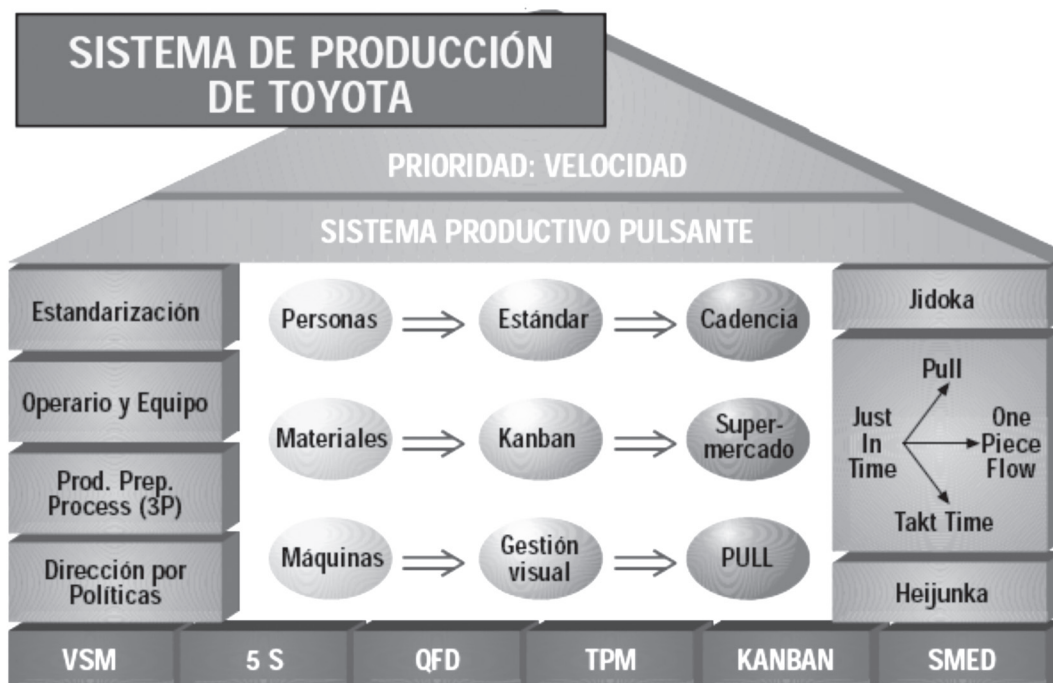 SISTEMA DE PRODUCCIÓN
DE TOYOTA
PRIORIDAD: VELOCIDAD
SISTEMA PRODUCTIVO PULSANTE
Estandarización
Operario y Equipo
Prod. Prep.
Process (3P)
Dirección por
Políticas
Personas
Estándar
Cadencia
Materiales
Kanban
Super-
mercado
Máquinas
Gestión
visual
PULL
Jidoka
Pull
Just
In
Time
One
Piece
Flow
Takt Time
Heijunka
VSM
5 S
QFD
TPM
KANBAN
SMED